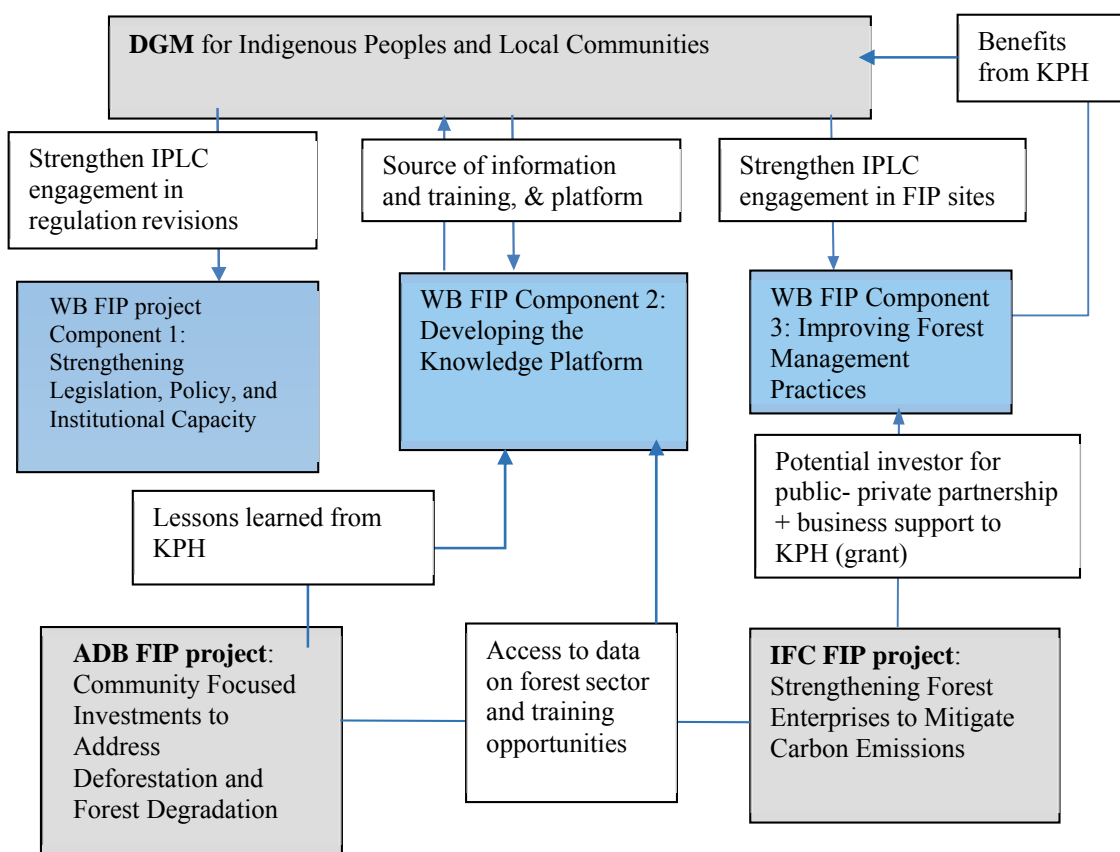 DGM for Indigenous Peoples and Local Communities
Benefits
from KPH
Strengthen IPLC
engagement in
regulation revisions
Source of information
and training, & platform
Strengthen IPLC
engagement in FIP sites
WB FIP project
Component 1:
Strengthening
Legislation, Policy, and
Institutional Capacity
WB FIP Component 2:
Developing the
Knowledge Platform
WB FIP Component
3: Improving Forest
Management
Practices
Lessons learned from
KPH
Potential investor for
public- private partnership
+ business support to
KPH (grant)
ADB FIP project:
Community Focused
Investments to
Address
Deforestation and
Forest Degradation
Access to data
on forest sector
and training
opportunities
IFC FIP project:
Strengthening Forest
Enterprises to Mitigate
Carbon Emissions